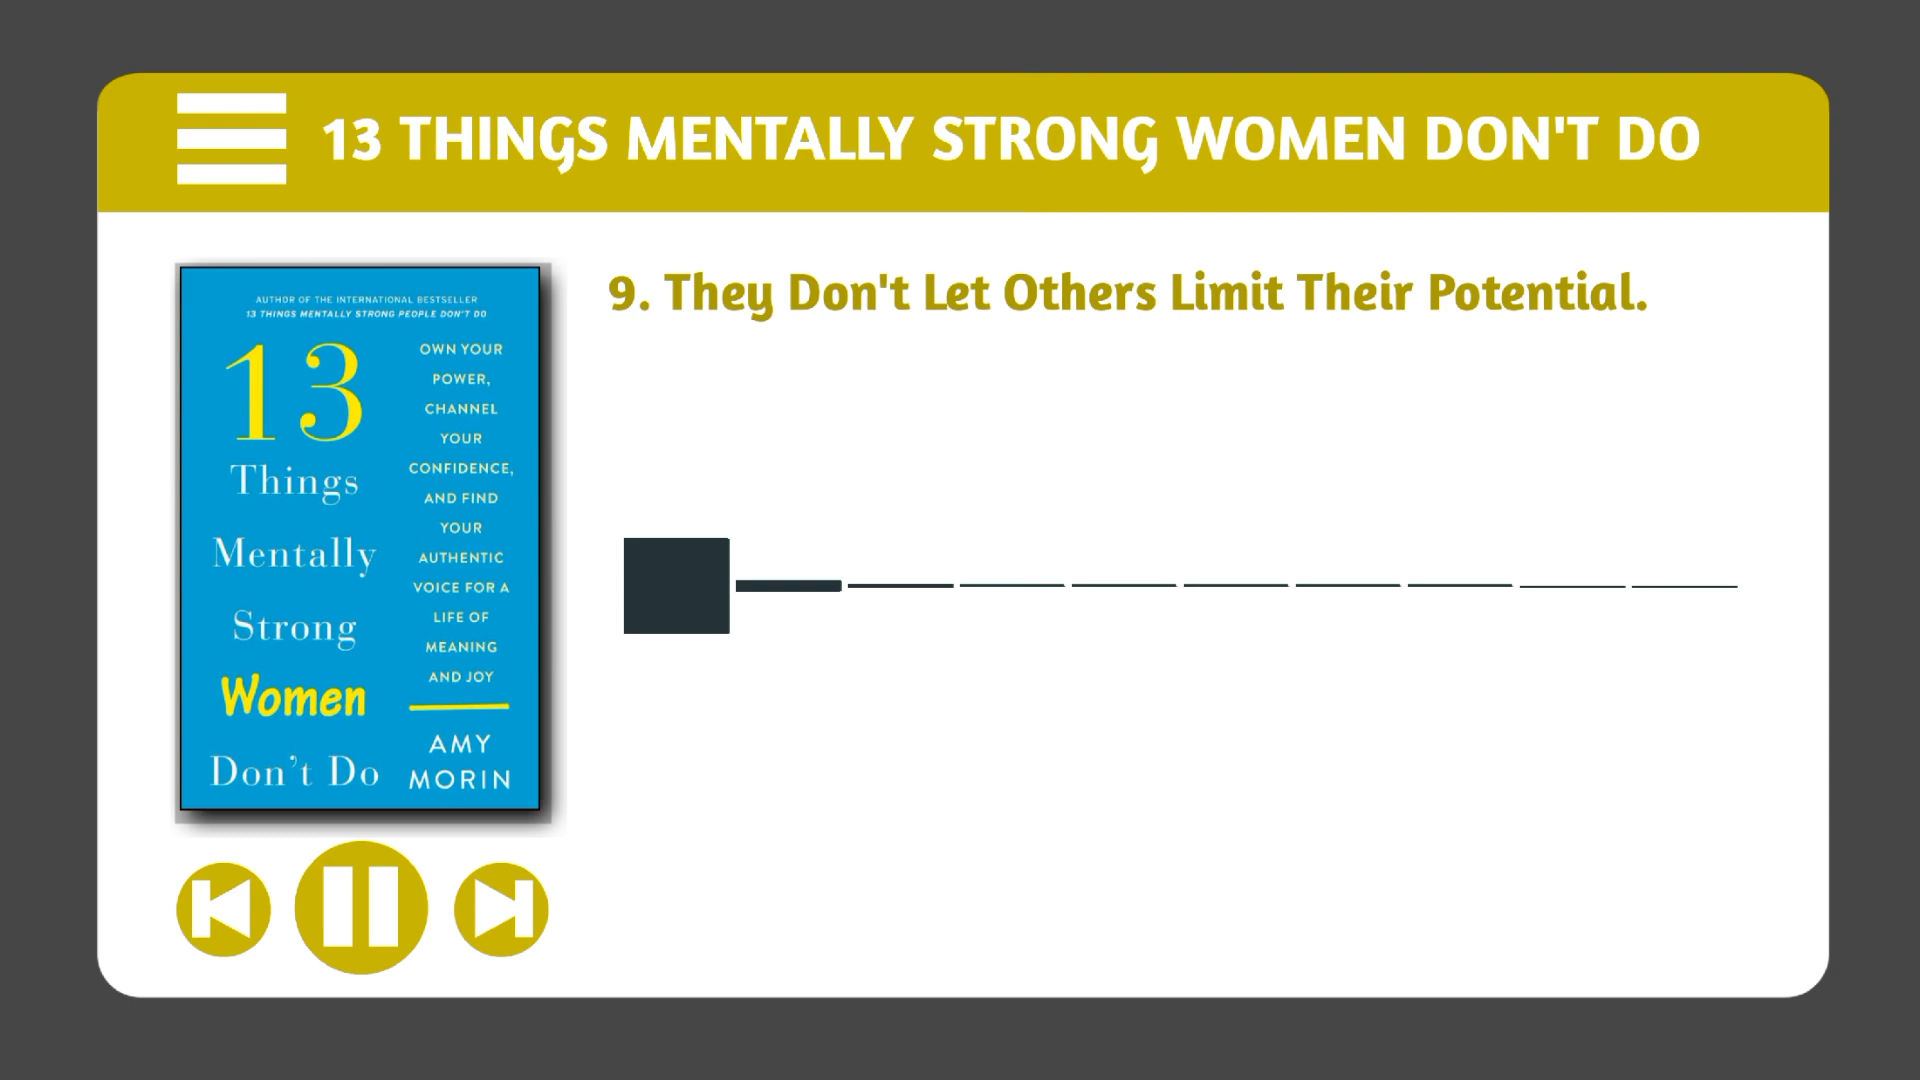 13 THINGS MENTALLY STRONG WOMEN DON'T DO
9. They Don't Let Others Limit Their Potential.
AUTHOR OF THE INTERNATIONAL BESTSELLER
13 THINGS MENTALLY STRONG PEOPLE DON'T DO
13
Things
Mentally
Strong
Women
Don't Do
OWN YOUR
POWER,
CHANNEL
YOUR
CONFIDENCE,
AND FIND
YOUR
AUTHENTIC
VOICE FOR A
LIFE OF
MEANING
AND JOY
AMY
MORIN